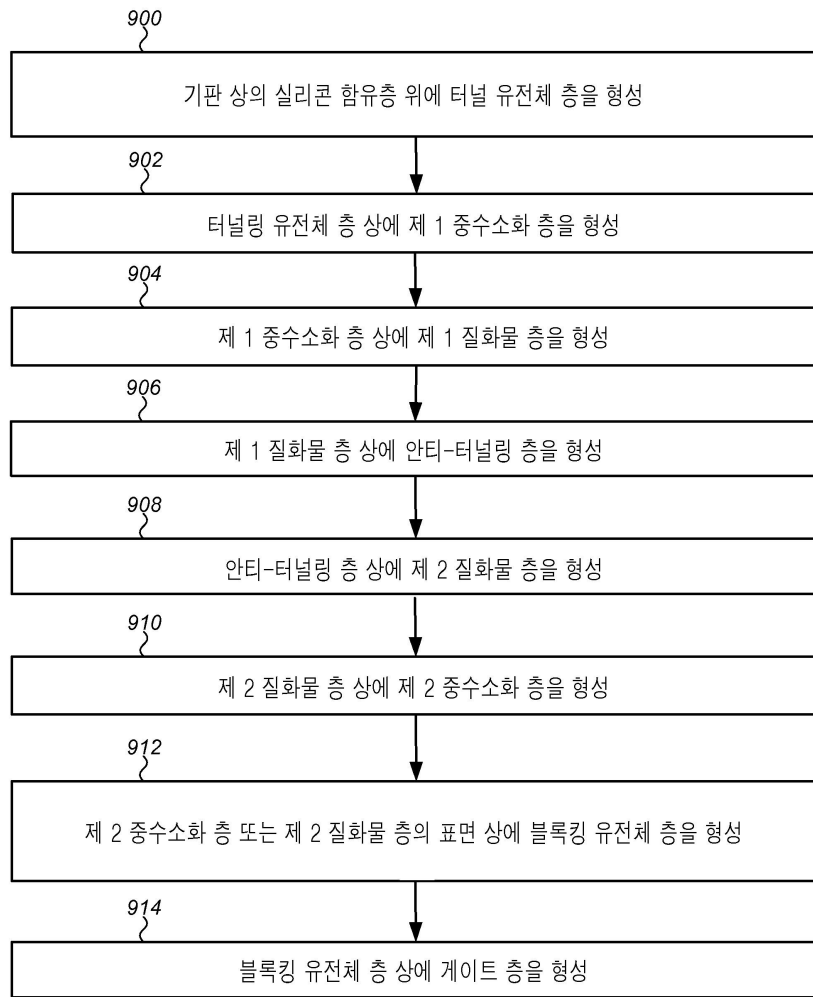 900
기판 상의 실리콘 함유층 위에 터널 유전체 층을 형성
902
터널링 유전체 층 상에 제 1 중수소화 층을 형성
904
제 1 중수소화 층 상에 제 1 질화물 층을 형성
906
제 1 질화물 층 상에 안티-터널링 층을 형성
908
안티-터널링 층 상에 제 2 질화물 층을 형성
910
제 2 질화물 층 상에 제 2 중수소화 층을 형성
912
제 2 중수소화 층 또는 제 2 질화물 층의 표면 상에 블록킹 유전체 층을 형성
914
블록킹 유전체 층 상에 게이트 층을 형성